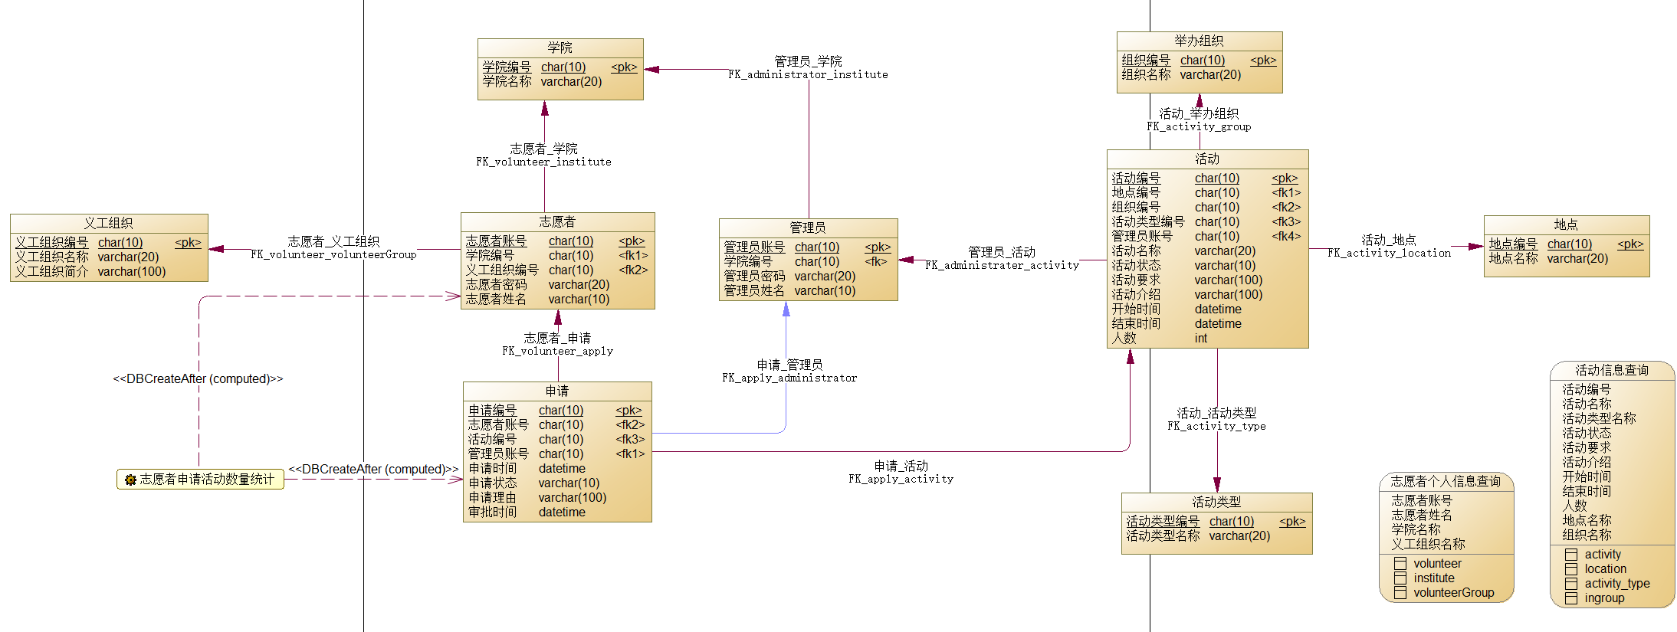 学院
学院编号 char(10) <pk>
学院名称 varchar(20)
管理员_学院
FK_administrator_institute
举办组织
组织编号 char(10) <pk>
组织名称 varchar(20)
活动_举办组织
FK_activity_group
志愿者_学院
FK_volunteer_institute
活动
活动编号 char(10) <pk>
地点编号 char(10) <fk1>
组织编号 char(10) <fk2>
活动类型编号 char(10) <fk3>
管理员账号 char(10) <fk4>
活动名称 varchar(20)
活动状态 varchar(10)
活动要求 varchar(100)
活动介绍 varchar(100)
开始时间 datetime
结束时间 datetime
人数 int
义工组织
义工组织编号 char(10) <pk>
义工组织名称 varchar(20)
义工组织简介 varchar(100)
志愿者_义工组织
FK_volunteer_volunteerGroup
志愿者
志愿者账号 char(10) <pk>
学院编号 char(10) <fk1>
义工组织编号 char(10) <fk2>
志愿者密码 varchar(20)
志愿者姓名 varchar(10)
管理员
管理员账号 char(10) <pk>
学院编号 char(10) <fk>
管理员密码 varchar(20)
管理员姓名 varchar(10)
管理员_活动
FK_administrater_activity
活动_地点
FK_activity_location
地点
地点编号 char(10) <pk>
地点名称 varchar(20)
志愿者_申请
FK_volunteer_apply
申请_管理员
FK_apply_administrator
<<DBCreateAfter (computed)>>
申请
申请编号 char(10) <pk>
志愿者账号 char(10) <fk2>
活动编号 char(10) <fk3>
管理员账号 char(10) <fk1>
申请时间 datetime
申请状态 varchar(10)
申请理由 varchar(100)
审批时间 datetime
志愿者申请活动数量统计
<<DBCreateAfter (computed)>>
申请_活动
FK_apply_activity
活动_活动类型
FK_activity_type
活动类型
活动类型编号 char(10) <pk>
活动类型名称 varchar(20)
志愿者个人信息查询
志愿者账号
志愿者姓名
学院名称
义工组织名称
volunteer
institute
volunteerGroup
活动信息查询
活动编号
活动名称
活动类型名称
活动状态
活动要求
活动介绍
开始时间
结束时间
人数
地点名称
组织名称
activity
location
activity_type
ingroup